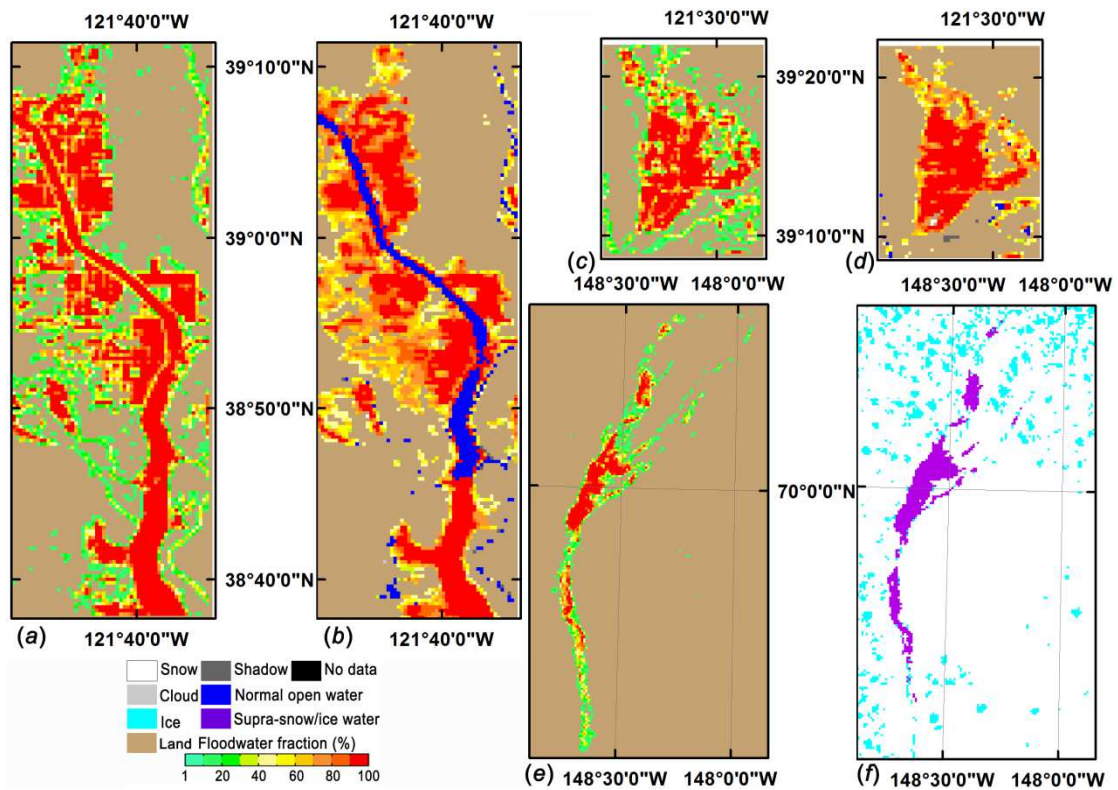 121°40'0"W
121°40'0"W
121°30'0"W
121°30'0"W
39°10'0"N
39°20'0"N
39°0'0"N
39°10'0"N
(c)
(d)
148°30'0"W 148°0'0"W
148°30'0"W 148°0'0"W
38°50'0"N
70°0'0"N
38°40'0"N
(a)
(b)
121°40'0"W
121°40'0"W
Snow Shadow No data
Cloud Normal open water
Ice Supra-snow/ice water
Land Floodwater fraction (%)
1 20 40 60 80 100
(e)
(f)
148°30'0"W 148°0'0"W
148°30'0"W 148°0'0"W